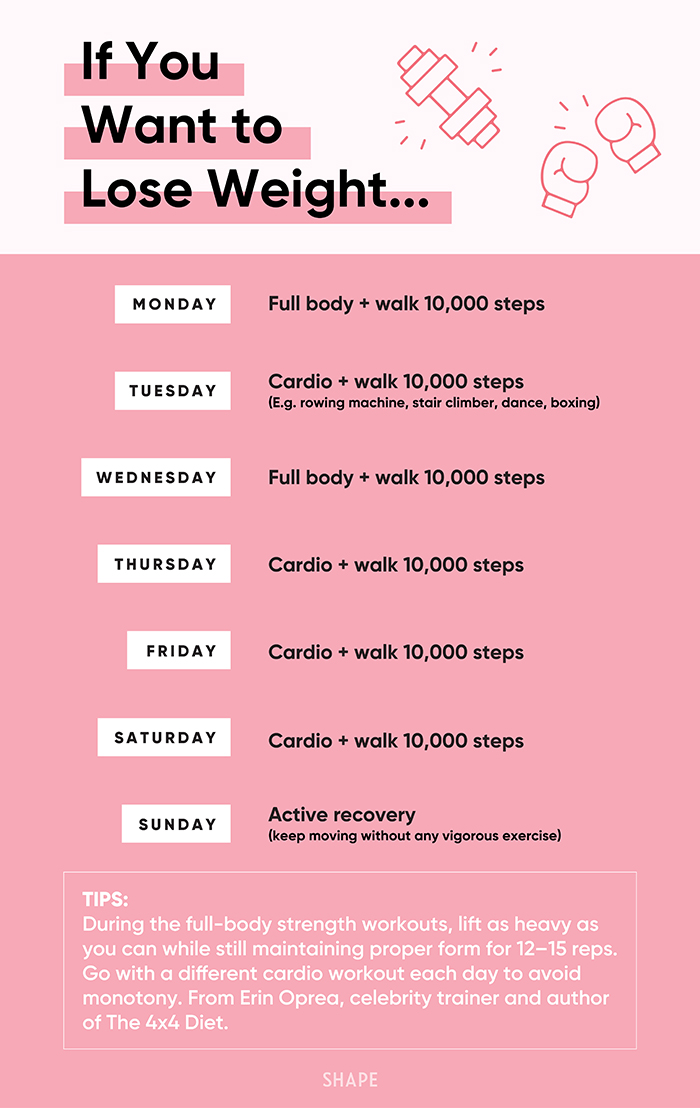 If You
Want to
Lose Weight...
MONDAY
Full body + walk 10,000 steps
TUESDAY
Cardio + walk 10,000 steps
(E.g. rowing machine, stair climber, dance, boxing)
WEDNESDAY
Full body + walk 10,000 steps
THURSDAY
Cardio + walk 10,000 steps
FRIDAY
Cardio + walk 10,000 steps
SATURDAY
Cardio + walk 10,000 steps
SUNDAY
Active recovery
(keep moving without any vigorous exercise)
TIPS:
During the full-body strength workouts, lift as heavy as
you can while still maintaining proper form for 12–15 reps.
Go with a different cardio workout each day to avoid
monotony. From Erin Oprea, celebrity trainer and author
of The 4x4 Diet.
SHAPE